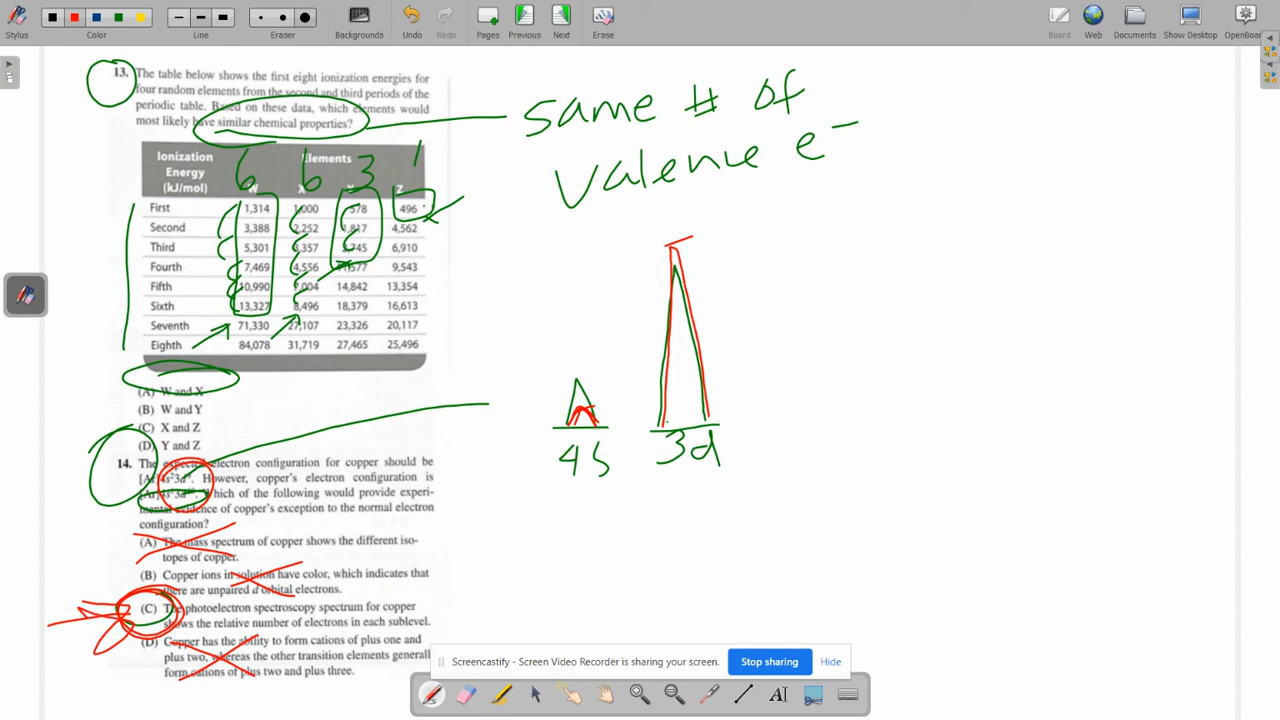 Stylus
Color
Line
Eraser
Backgrounds
Undo
Redo
Pages
Previous
Next
Erase
Board
Web
Documents
Show Desktop
OpenBoar
13. The table below shows the first eight ionization energies for
four random elements from the second and third periods of the
periodic table. Based on these data, which elements would
most likely have similar chemical properties?
same # of
valence e⁻
Ionization
Energy
(kJ/mol)
Elements
6 6 3 1
W X Y Z
First 1,314 1,000 578 496
Second 3,388 2,252 1,817 4,562
Third 5,301 3,357 2,745 6,910
Fourth 7,469 4,556 11,577 9,543
Fifth 10,990 7,004 14,842 13,354
Sixth 13,327 8,496 18,379 16,613
Seventh 71,330 27,107 23,326 20,117
Eighth 84,078 31,719 27,465 25,496
(A) W and X
(B) W and Y
(C) X and Z
(D) Y and Z
4s 3d
14. The expected electron configuration for copper should be
[Ar]4s²3d⁹. However, copper's electron configuration is
[Ar]4s¹3d¹⁰. Which of the following would provide experi-
mental evidence of copper's exception to the normal electron
configuration?
(A) The mass spectrum of copper shows the different iso-
topes of copper.
(B) Copper ions in solution have color, which indicates that
there are unpaired d orbital electrons.
(C) The photoelectron spectroscopy spectrum for copper
shows the relative number of electrons in each sublevel.
(D) Copper has the ability to form cations of plus one and
plus two, whereas the other transition elements generall
form cations of plus two and plus three.
Screencastify - Screen Video Recorder is sharing your screen.
Stop sharing
Hide